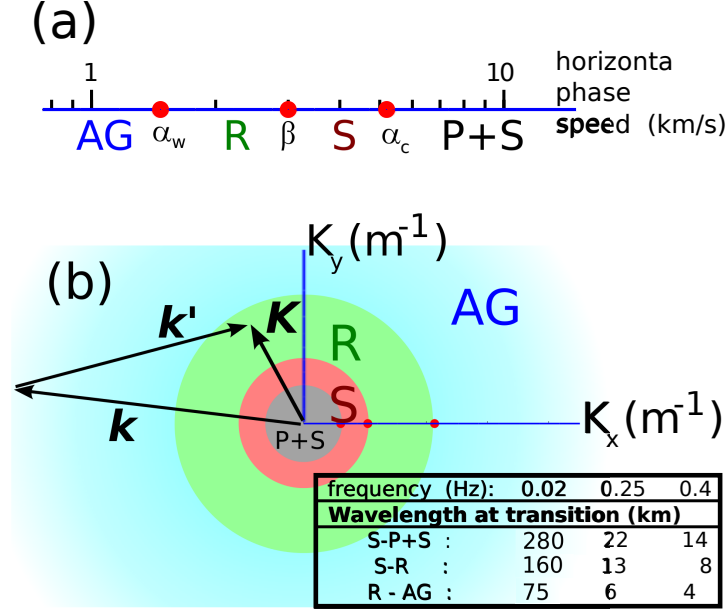 (a)
1 10
horizonta
phase
speed (km/s)
AG αw R β S αc P+S
Ky(m-1)
(b)
AG
k' K
R
S
k P+S Kx(m-1)
frequency (Hz): 0.02 0.25 0.4
Wavelength at transition (km)
S-P+S : 280 22 14
S-R : 160 13 8
R - AG : 75 6 4